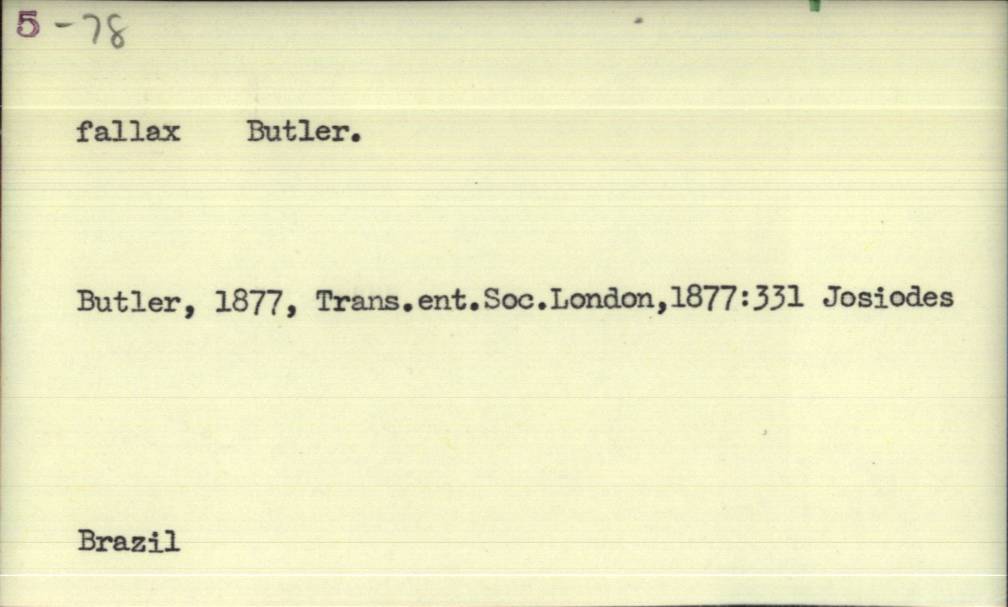 5 - 78
fallax Butler.
Butler, 1877, Trans.ent.Soc.London,1877:331 Josiodes
Brazil